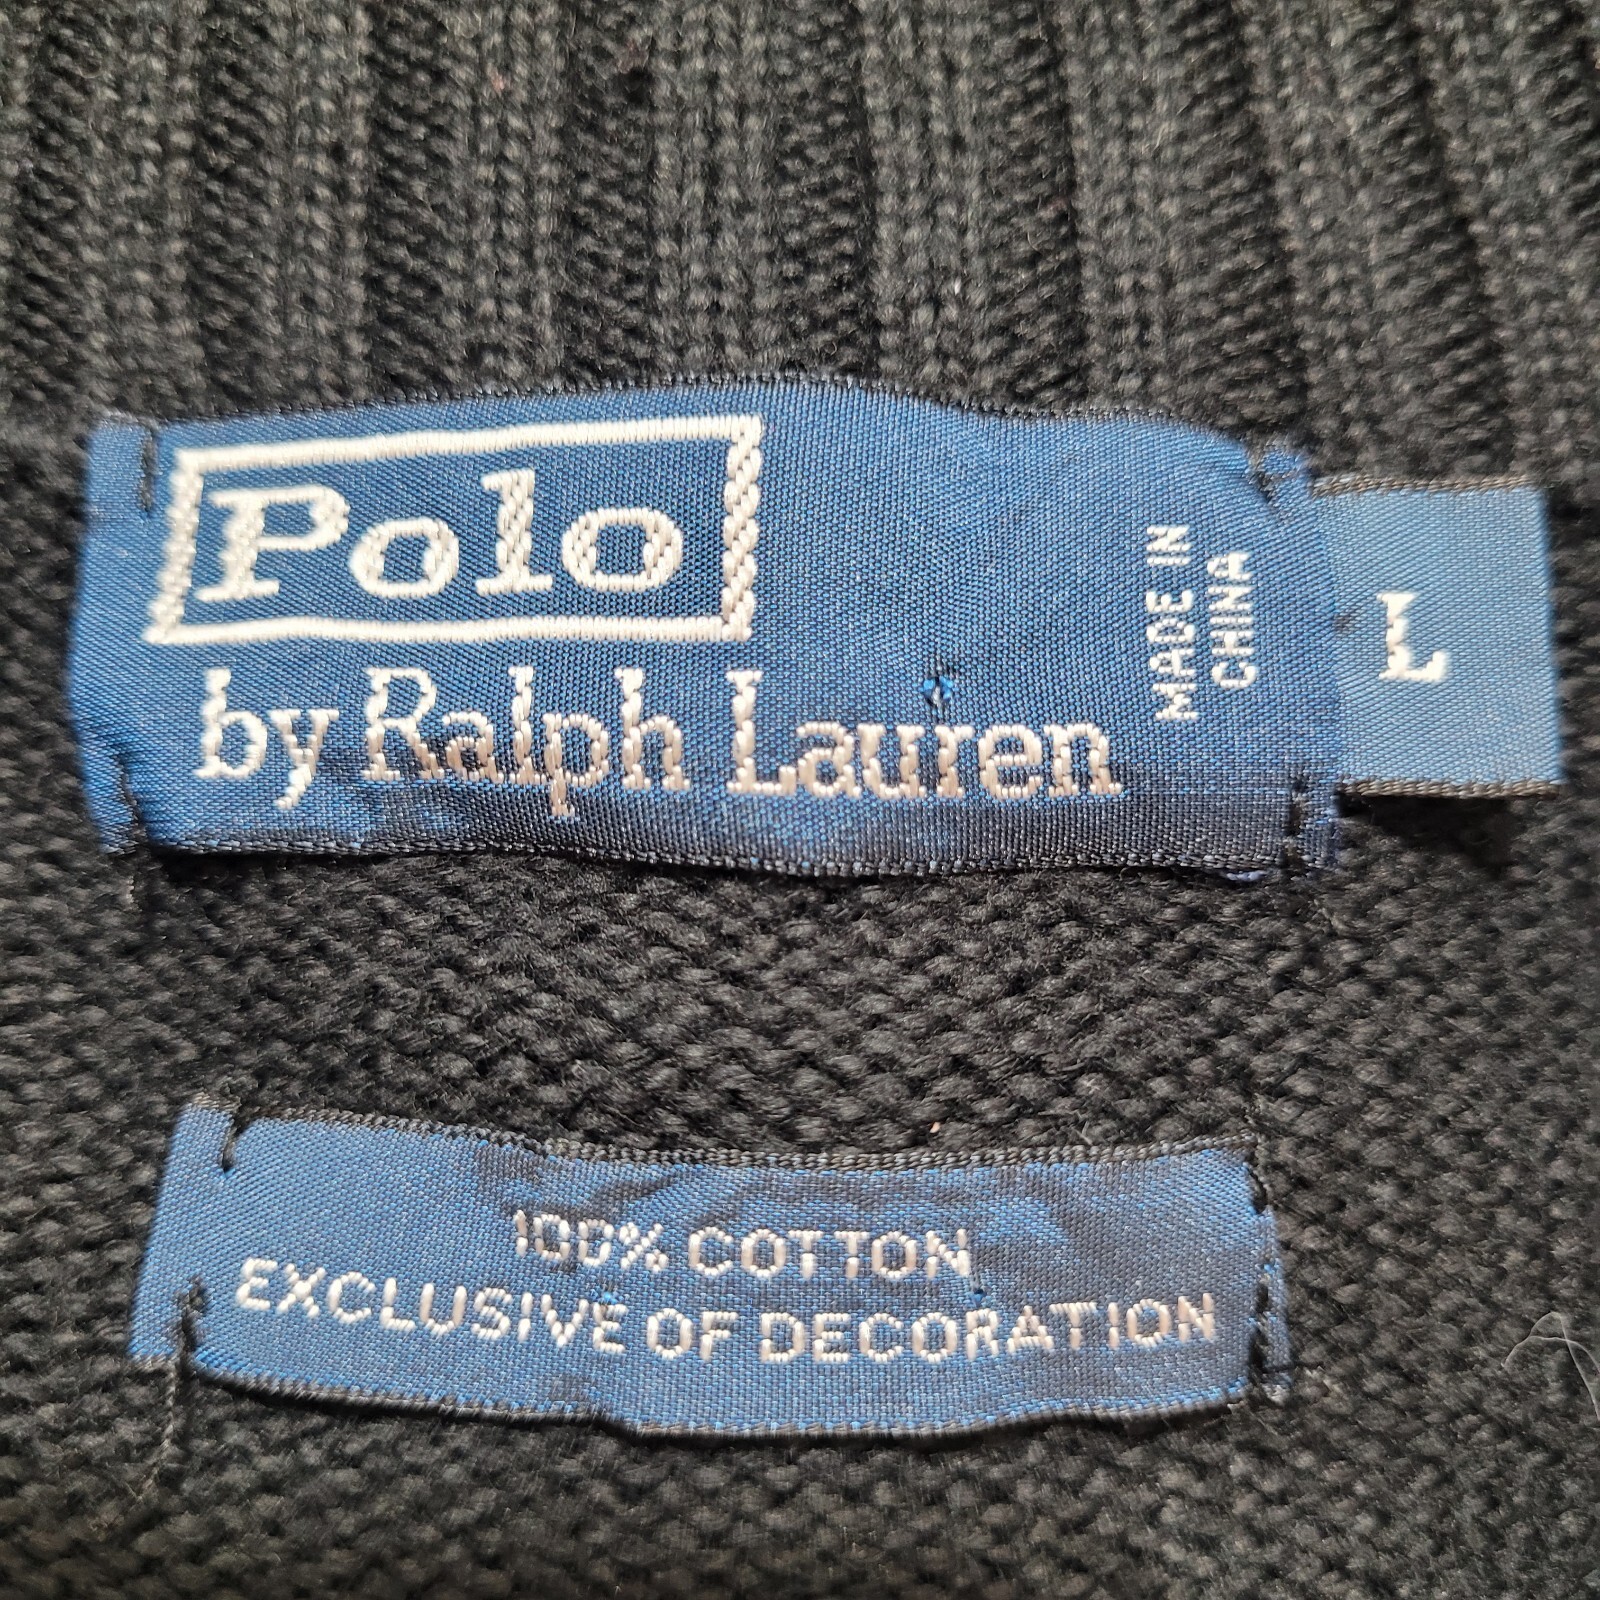 Polo
by Ralph Lauren
MADE IN
CHINA
L
100% COTTON
EXCLUSIVE OF DECORATION